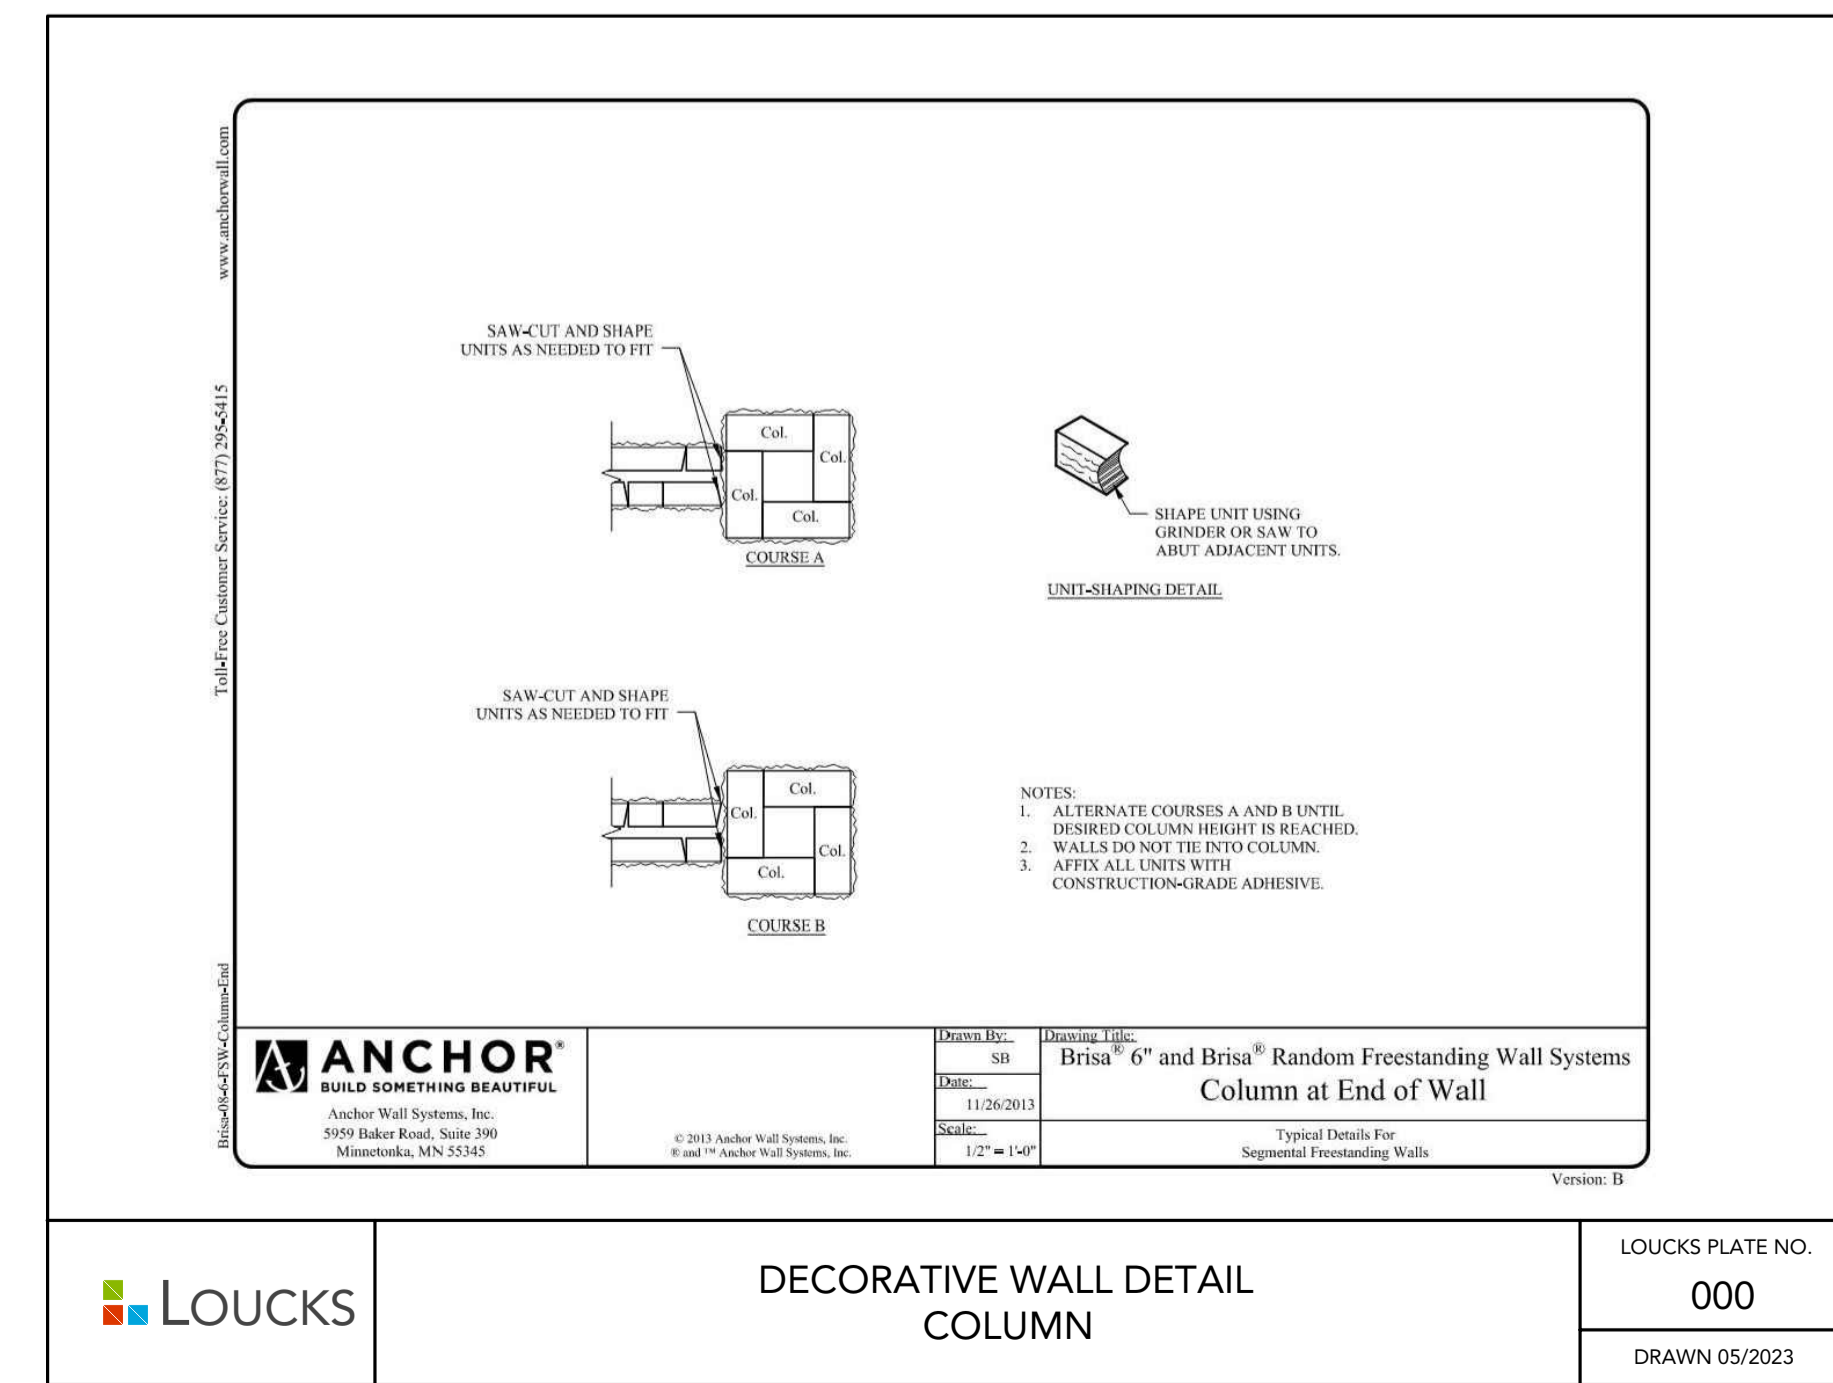 www.anchorwall.com
Toll-Free Customer Service: (877) 295-5415
Brisa-08-6-FSW-Column-End
SAW-CUT AND SHAPE
UNITS AS NEEDED TO FIT
Col.
Col.
Col.
Col.
COURSE A
SHAPE UNIT USING
GRINDER OR SAW TO
ABUT ADJACENT UNITS.
UNIT-SHAPING DETAIL
SAW-CUT AND SHAPE
UNITS AS NEEDED TO FIT
Col.
Col.
Col.
Col.
COURSE B
NOTES:
1. ALTERNATE COURSES A AND B UNTIL
DESIRED COLUMN HEIGHT IS REACHED.
2. WALLS DO NOT TIE INTO COLUMN.
3. AFFIX ALL UNITS WITH
CONSTRUCTION-GRADE ADHESIVE.
ANCHOR®
BUILD SOMETHING BEAUTIFUL
Anchor Wall Systems, Inc.
5959 Baker Road, Suite 390
Minnetonka, MN 55345
© 2013 Anchor Wall Systems, Inc.
® and ™ Anchor Wall Systems, Inc.
Drawn By:
SB
Date:
11/26/2013
Scale:
1/2" = 1'-0"
Drawing Title:
Brisa® 6" and Brisa® Random Freestanding Wall Systems
Column at End of Wall
Typical Details For
Segmental Freestanding Walls
Version: B
LOUCKS
DECORATIVE WALL DETAIL
COLUMN
LOUCKS PLATE NO.
000
DRAWN 05/2023